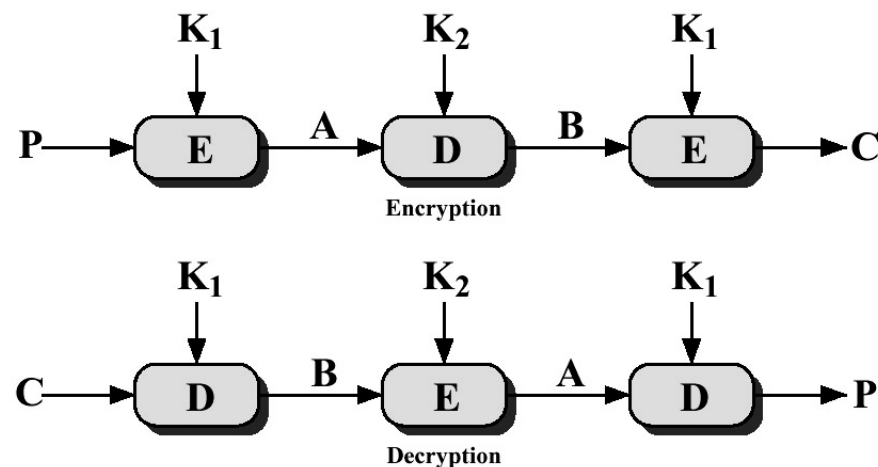 K₁ K₂ K₁
P E A D B E C
Encryption
K₁ K₂ K₁
C D B E A D P
Decryption